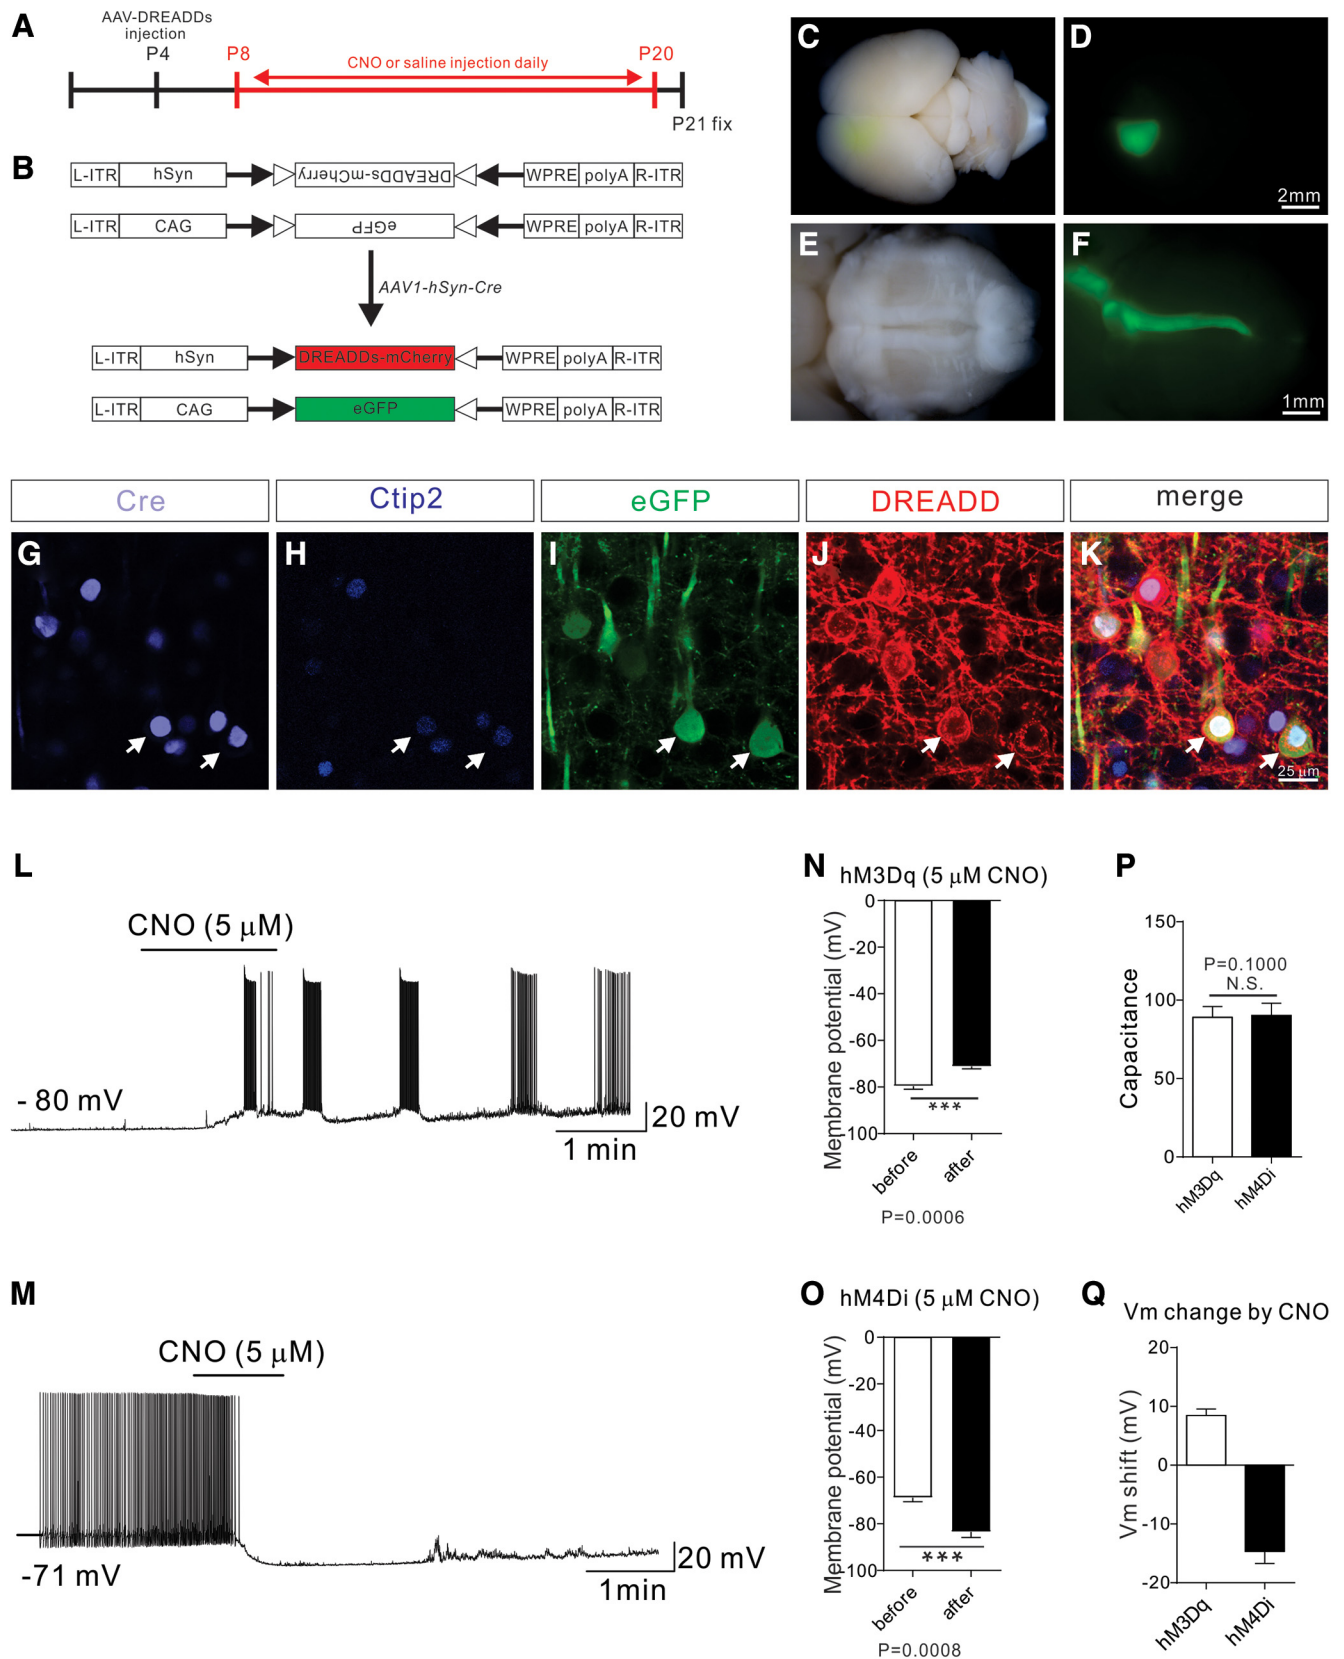 A
AAV-DREADDs
injection
P4
P8
P20
CNO or saline injection daily
P21 fix
B
L-ITR hSyn DREADDs-mCherry WPRE polyA R-ITR
L-ITR CAG eGFP WPRE polyA R-ITR
AAV1-hSyn-Cre
L-ITR hSyn DREADDs-mCherry WPRE polyA R-ITR
L-ITR CAG eGFP WPRE polyA R-ITR
C
D
2mm
E
F
1mm
Cre
Ctip2
eGFP
DREADD
merge
G
H
I
J
K
25 μm
L
CNO (5 μM)
- 80 mV
20 mV
1 min
N
hM3Dq (5 μM CNO)
Membrane potential (mV)
0
-20
-40
-60
-80
100
***
before
after
P=0.0006
P
Capacitance
150
100
50
0
P=0.1000
N.S.
hM3Dq
hM4Di
M
CNO (5 μM)
-71 mV
20 mV
1min
O
hM4Di (5 μM CNO)
Membrane potential (mV)
0
-20
-40
-60
-80
100
***
before
after
P=0.0008
Q
Vm change by CNO
Vm shift (mV)
20
10
0
-10
-20
hM3Dq
hM4Di